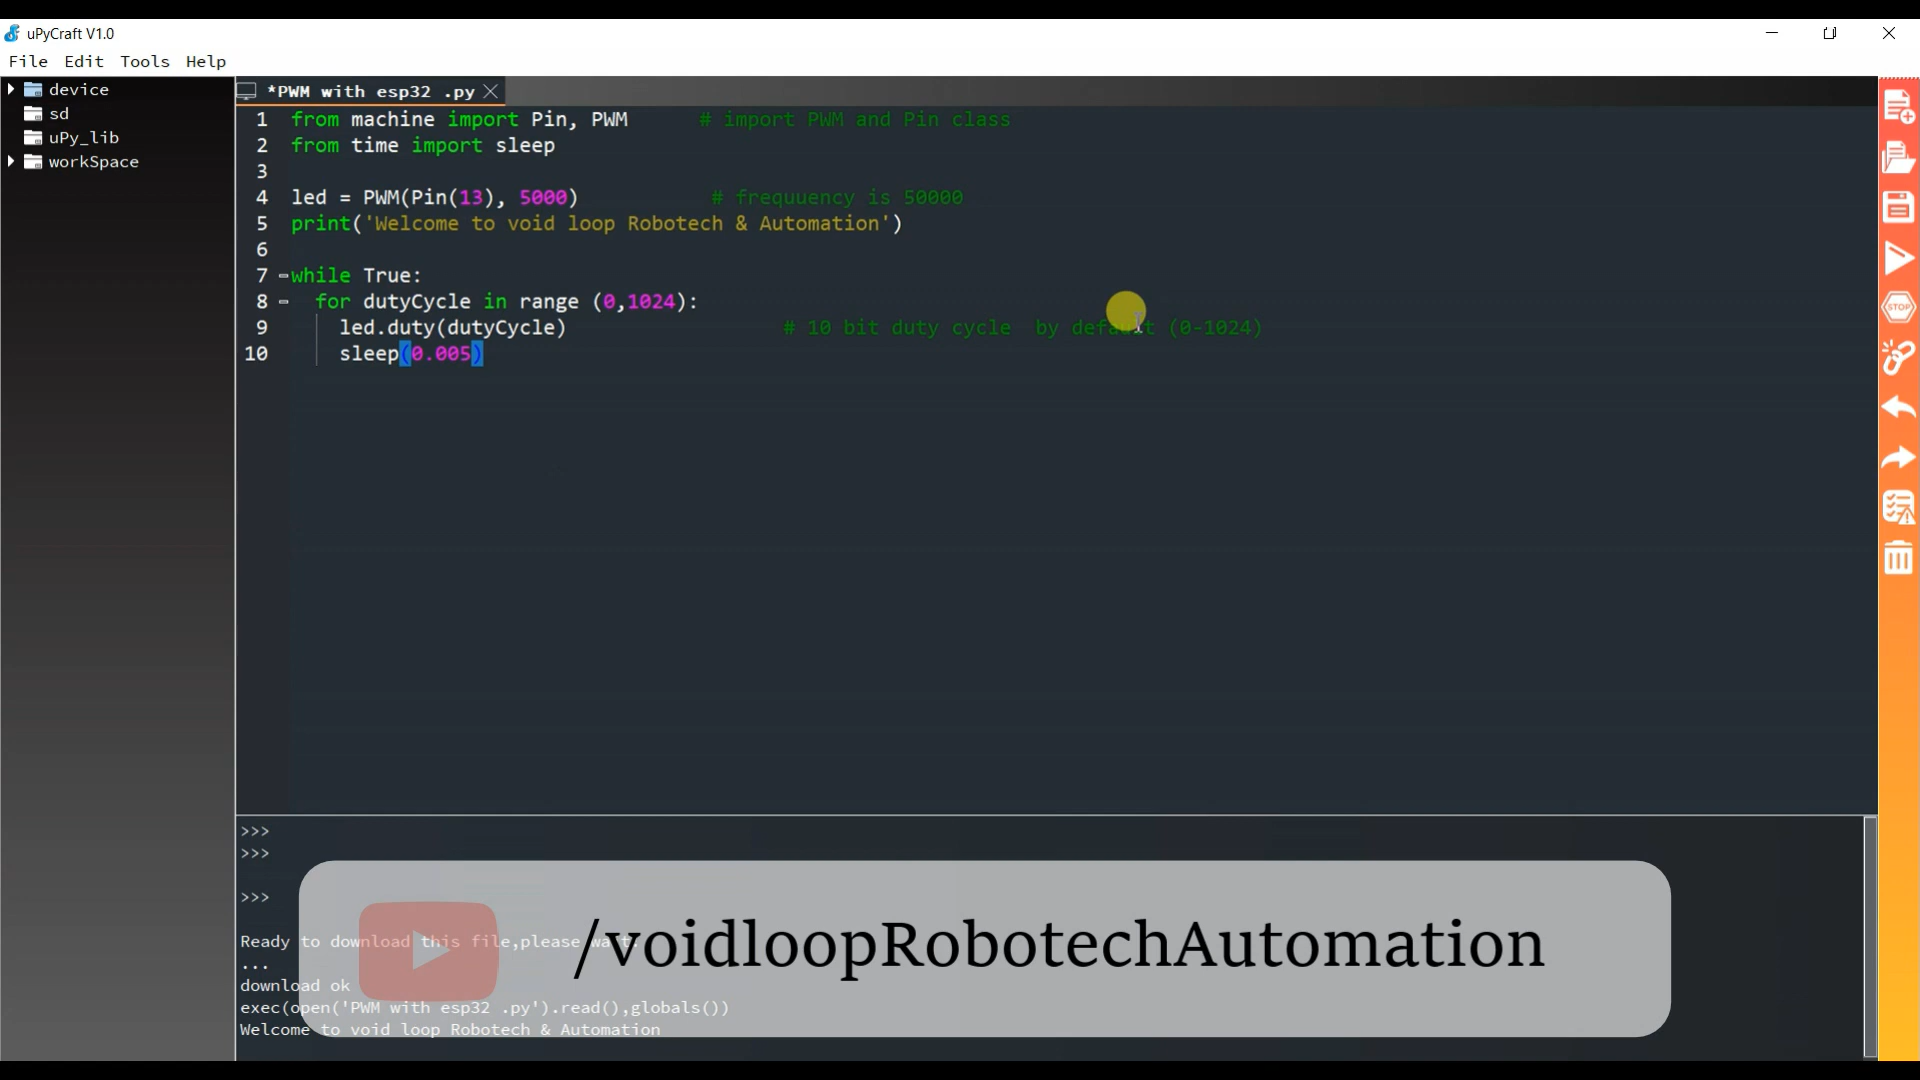 uPyCraft V1.0
File Edit Tools Help
device
sd
uPy_lib
workSpace
*PWM with esp32 .py
1 from machine import Pin, PWM # import PWM and Pin class
2 from time import sleep
3
4 led = PWM(Pin(13), 5000) # frequuency is 50000
5 print('Welcome to void loop Robotech & Automation')
6
7 while True:
8 for dutyCycle in range (0,1024):
9 led.duty(dutyCycle) # 10 bit duty cycle by default (0-1024)
10 sleep(0.005)
STOP
>>>
>>>
>>>
Ready to download this file,please wait!
...
download ok
exec(open('PWM with esp32 .py').read(),globals())
Welcome to void loop Robotech & Automation
/voidloopRobotechAutomation